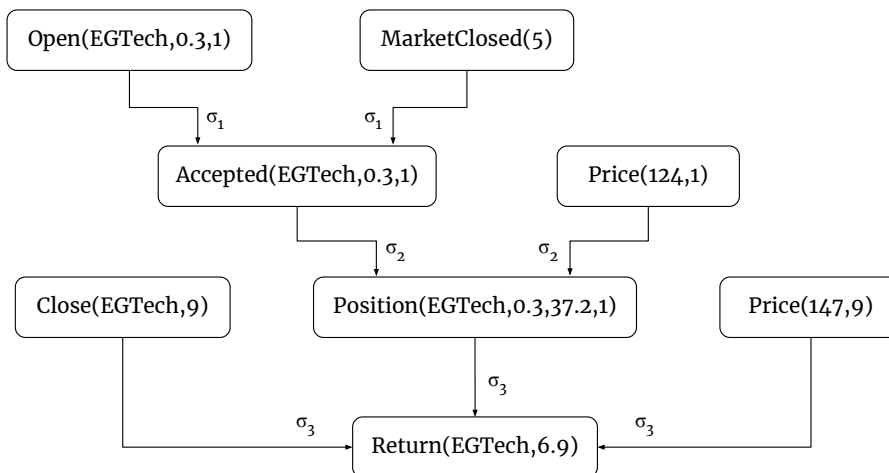 Open(EGTech,0.3,1)
MarketClosed(5)
σ1
σ1
Accepted(EGTech,0.3,1)
Price(124,1)
σ2
σ2
Close(EGTech,9)
Position(EGTech,0.3,37.2,1)
Price(147,9)
σ3
σ3
σ3
Return(EGTech,6.9)